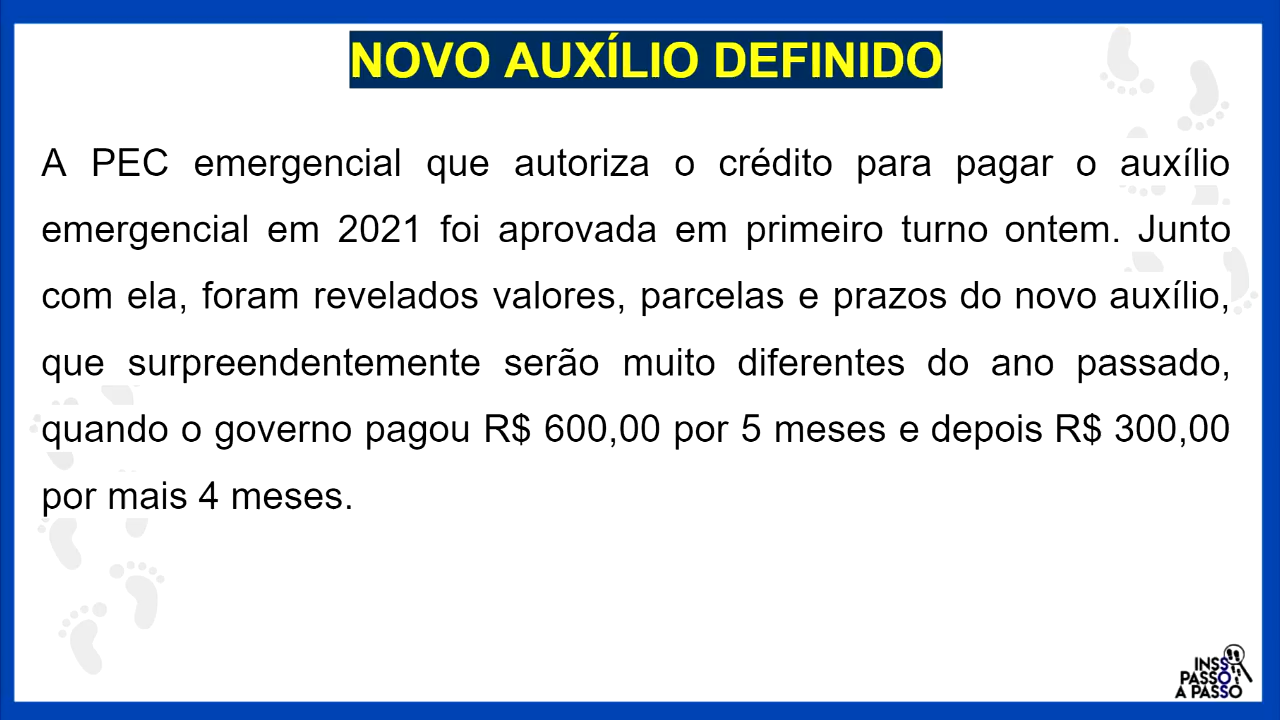 NOVO AUXÍLIO DEFINIDO
A PEC emergencial que autoriza o crédito para pagar o auxílio
emergencial em 2021 foi aprovada em primeiro turno ontem. Junto
com ela, foram revelados valores, parcelas e prazos do novo auxílio,
que surpreendentemente serão muito diferentes do ano passado,
quando o governo pagou R$ 600,00 por 5 meses e depois R$ 300,00
por mais 4 meses.
INSS
PASSO
A PASSO